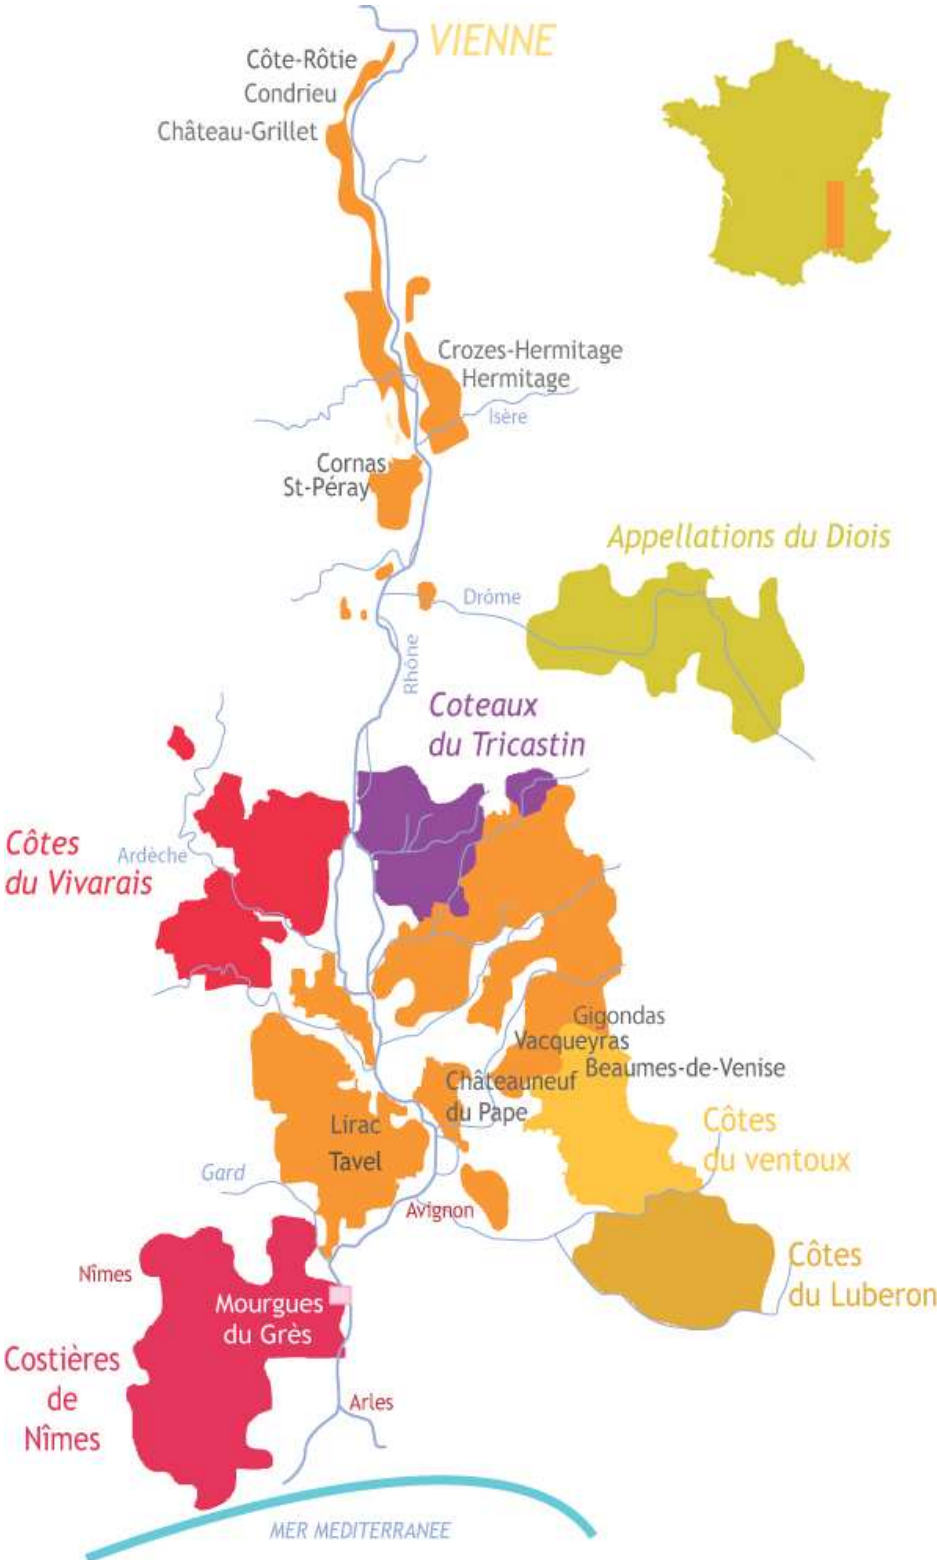 VIENNE
Côte-Rôtie
Condrieu
Château-Grillet
Crozes-Hermitage
Hermitage
Isère
Cornas
St-Péray
Appellations du Diois
Drôme
Rhône
Coteaux
du Tricastin
Côtes
du Vivarais
Ardèche
Gigondas
Vacqueyras
Beaumes-de-Venise
Châteauneuf
du Pape
Lirac
Tavel
Côtes
du ventoux
Gard
Avignon
Nîmes
Côtes
du Luberon
Mourgues
du Grès
Costières
de
Nîmes
Arles
MER MEDITERRANEE